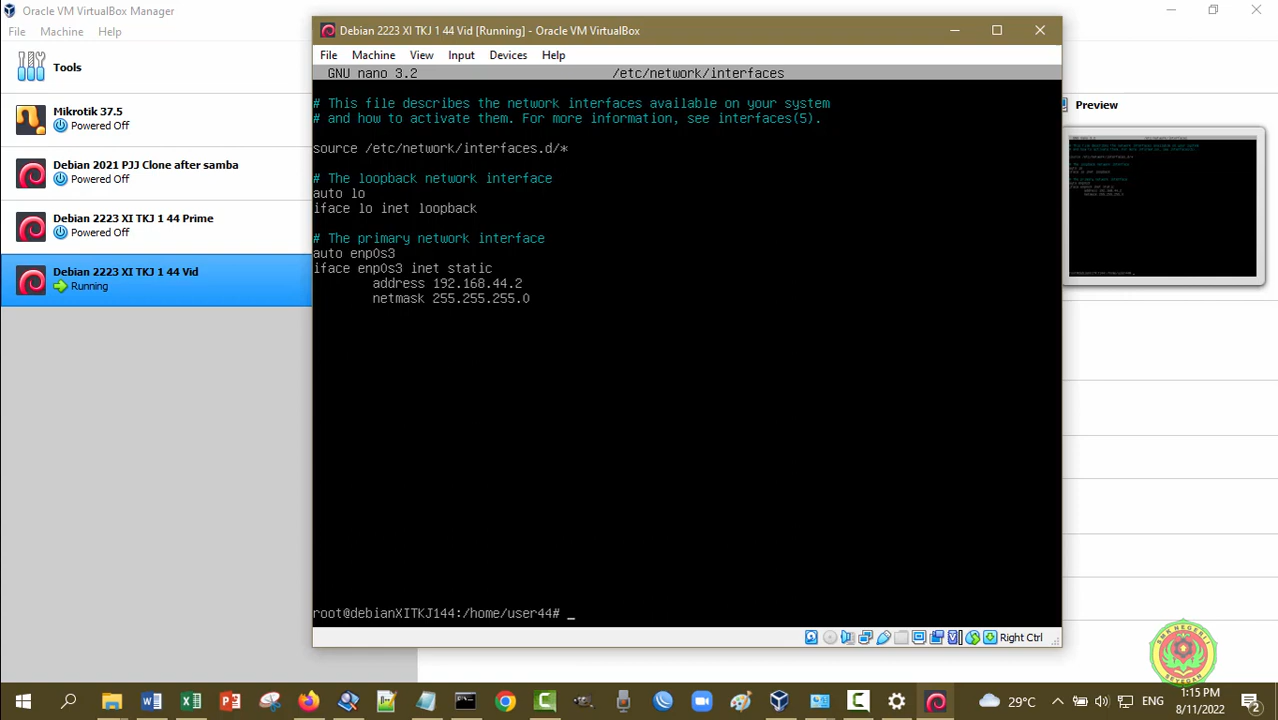 Oracle VM VirtualBox Manager
File Machine Help
Tools
Mikrotik 37.5
Powered Off
Debian 2021 PJJ Clone after samba
Powered Off
Debian 2223 XI TKJ 1 44 Prime
Powered Off
Debian 2223 XI TKJ 1 44 Vid
Running
Debian 2223 XI TKJ 1 44 Vid [Running] - Oracle VM VirtualBox
File Machine View Input Devices Help
GNU nano 3.2 /etc/network/interfaces
# This file describes the network interfaces available on your system
# and how to activate them. For more information, see interfaces(5).
source /etc/network/interfaces.d/*
# The loopback network interface
auto lo
iface lo inet loopback
# The primary network interface
auto enp0s3
iface enp0s3 inet static
address 192.168.44.2
netmask 255.255.255.0
root@debianXITKJ144:/home/user44# _
Right Ctrl
Preview
29°C
ENG
1:15 PM
8/11/2022
2